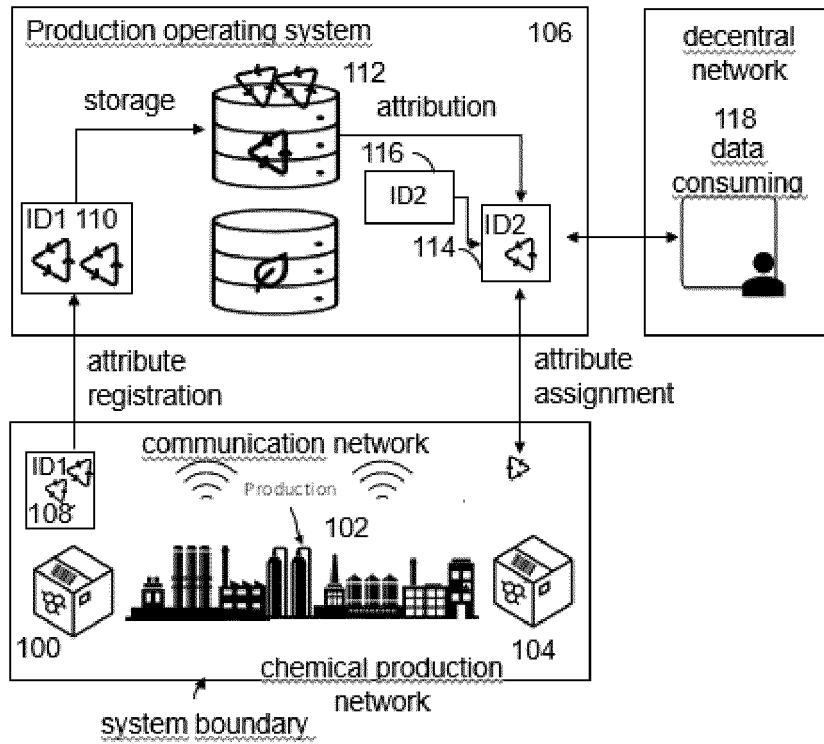 Production operating system
106
decentral
network
112
storage
attribution
118
data
consuming
116
ID2
ID1 110
ID2
114
attribute
registration
attribute
assignment
communication network
ID1
108
Production
102
100
104
chemical production
network
system boundary